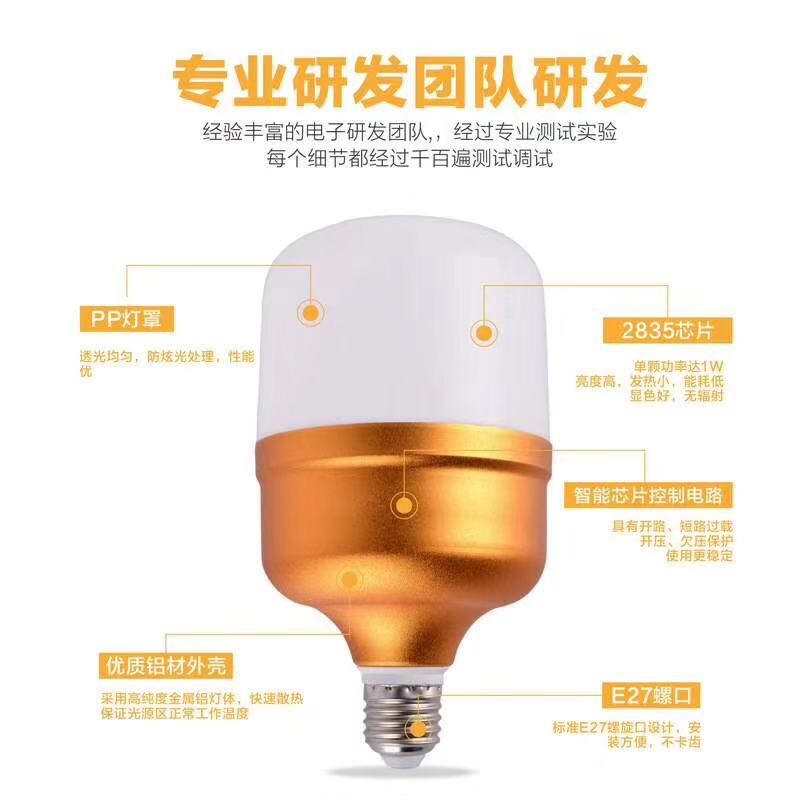 专业研发团队研发
经验丰富的电子研发团队,，经过专业测试实验
每个细节都经过千百遍测试调试
PP灯罩
透光均匀，防炫光处理，性能
优
2835芯片
单颗功率达1W
亮度高，发热小，能耗低
显色好，无辐射
智能芯片控制电路
具有开路、短路过载
开压、欠压保护
使用更稳定
优质铝材外壳
采用高纯度金属铝灯体，快速散热
保证光源区正常工作温度
E27螺口
标准E27螺旋口设计，安
装方便，不卡齿